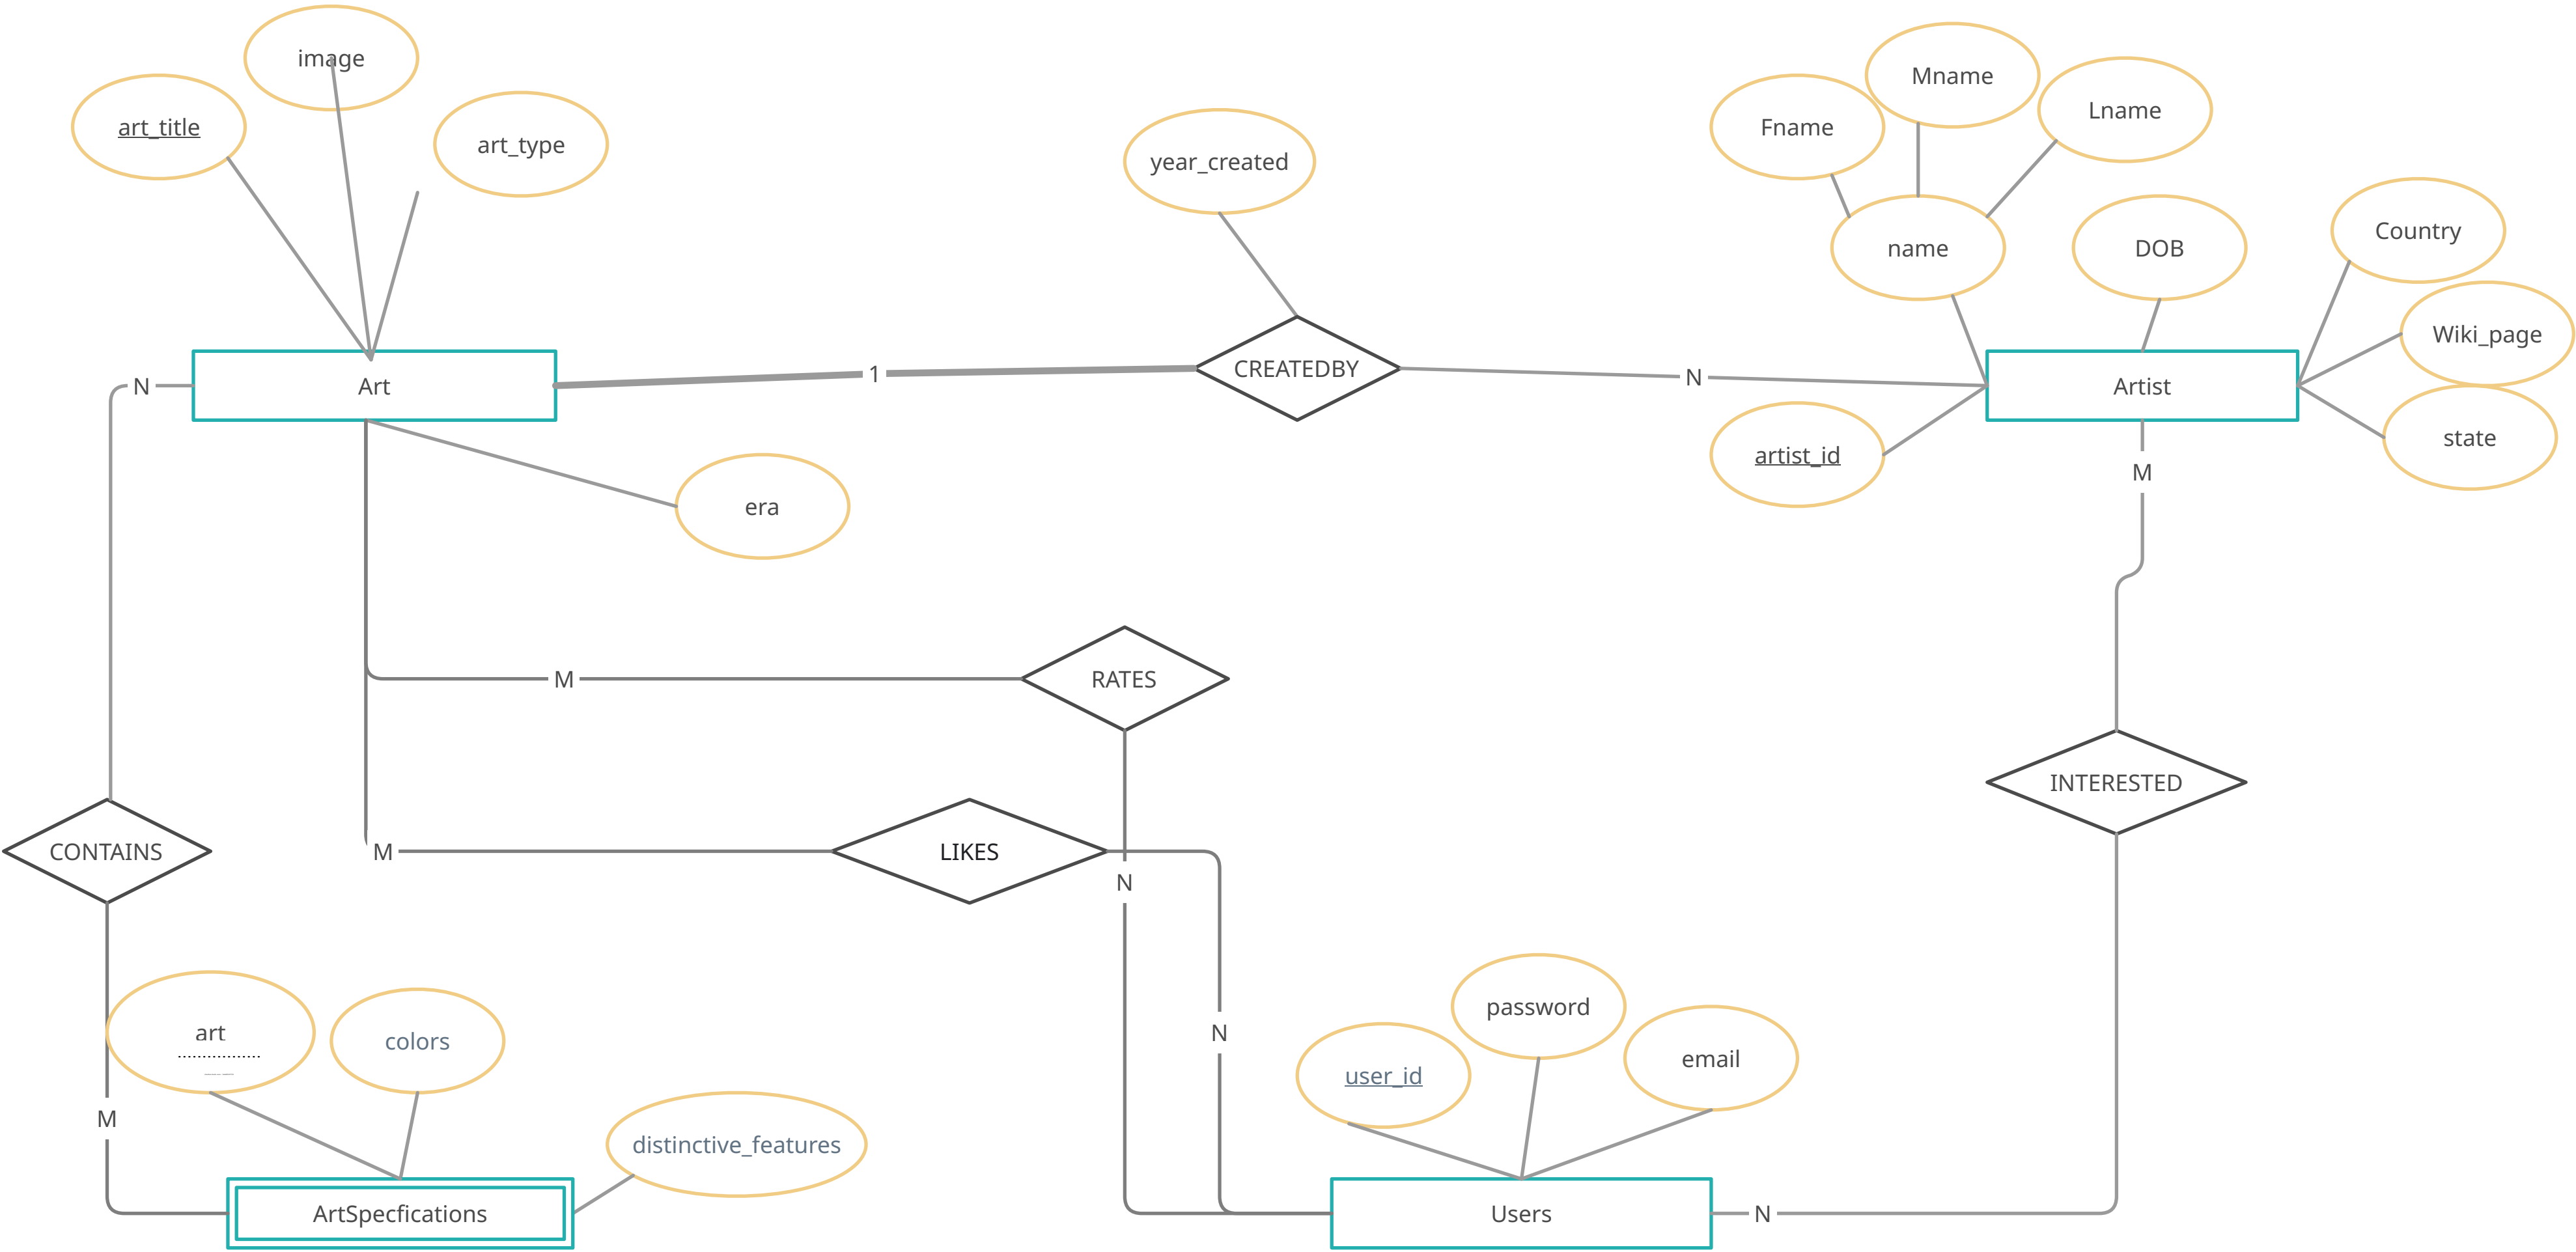 image
art_title
art_type
year_created
Fname
Mname
Lname
name
DOB
Country
Wiki_page
state
N
Art
1
CREATEDBY
N
Artist
artist_id
M
era
M
RATES
INTERESTED
CONTAINS
M
LIKES
N
N
art
colors
password
email
user_id
M
distinctive_features
ArtSpecfications
Users
N